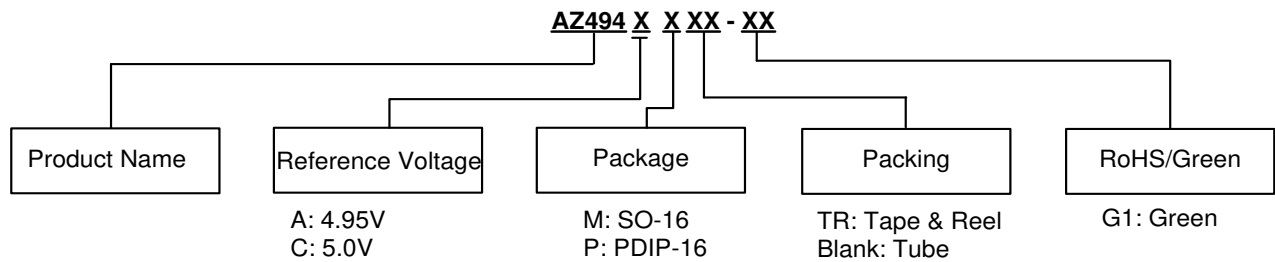 AZ494 X X XX - XX
Product Name
Reference Voltage
Package
Packing
RoHS/Green
A: 4.95V
C: 5.0V
M: SO-16
P: PDIP-16
TR: Tape & Reel
Blank: Tube
G1: Green